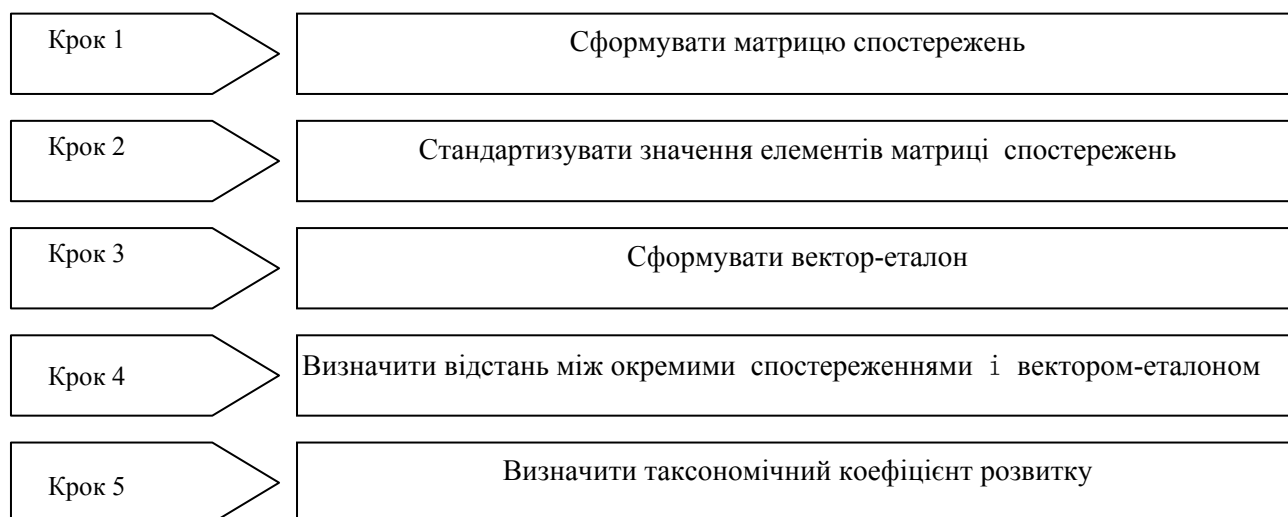 Крок 1
Сформувати матрицю спостережень
Крок 2
Стандартизувати значення елементів матриці спостережень
Крок 3
Сформувати вектор-еталон
Крок 4
Визначити відстань між окремими спостереженнями і вектором-еталоном
Крок 5
Визначити таксономічний коефіцієнт розвитку